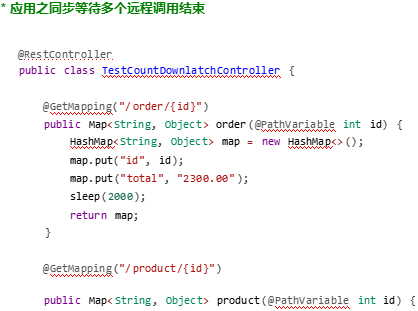 * 应用之同步等待多个远程调用结束
@RestController
public class TestCountDownlatchController {
@GetMapping("/order/{id}")
public Map<String, Object> order(@PathVariable int id) {
HashMap<String, Object> map = new HashMap<>();
map.put("id", id);
map.put("total", "2300.00");
sleep(2000);
return map;
}
@GetMapping("/product/{id}")
public Map<String, Object> product(@PathVariable int id) {